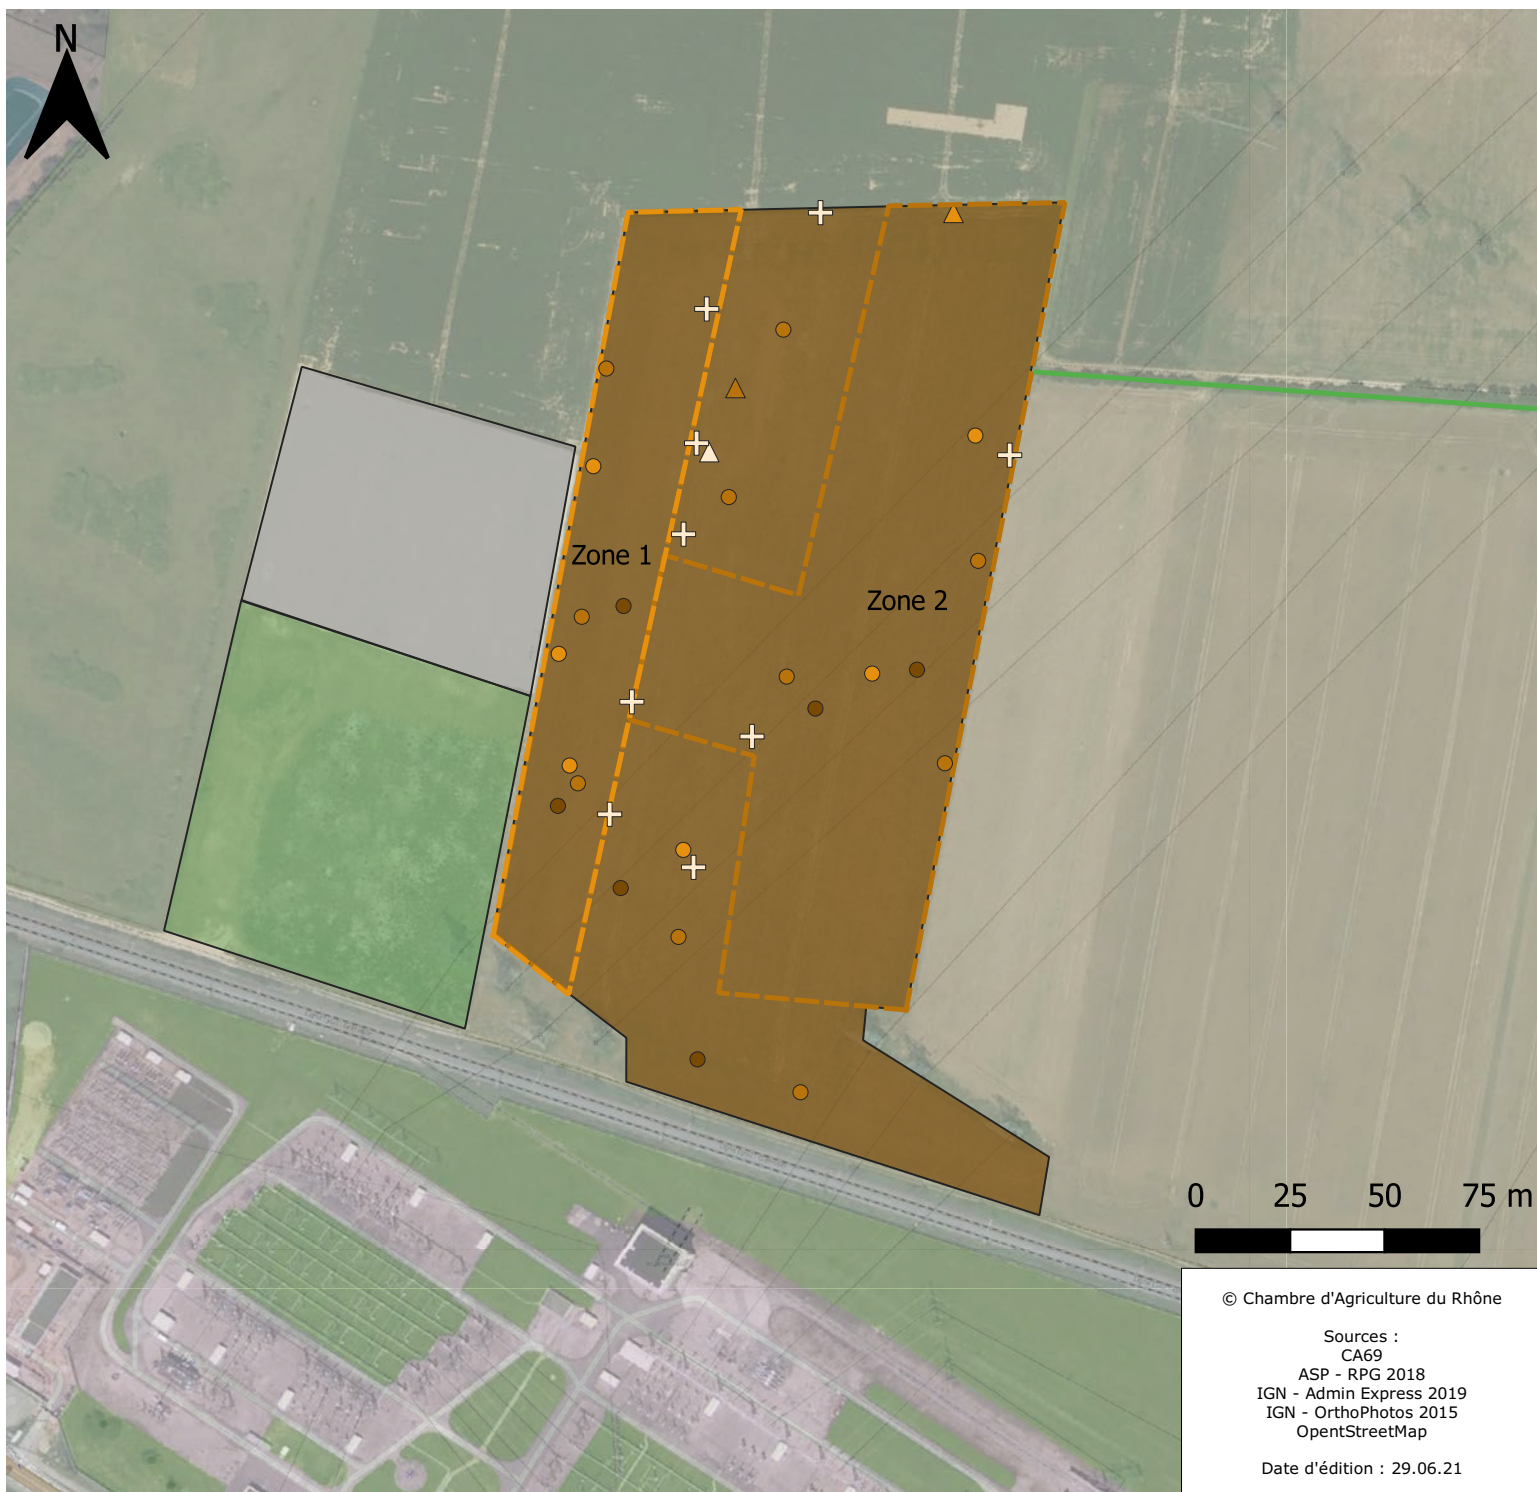 N
Zone 1
Zone 2
0 25 50 75 m
© Chambre d'Agriculture du Rhône
Sources :
CA69
ASP - RPG 2018
IGN - Admin Express 2019
IGN - OrthoPhotos 2015
OpentStreetMap
Date d'édition : 29.06.21